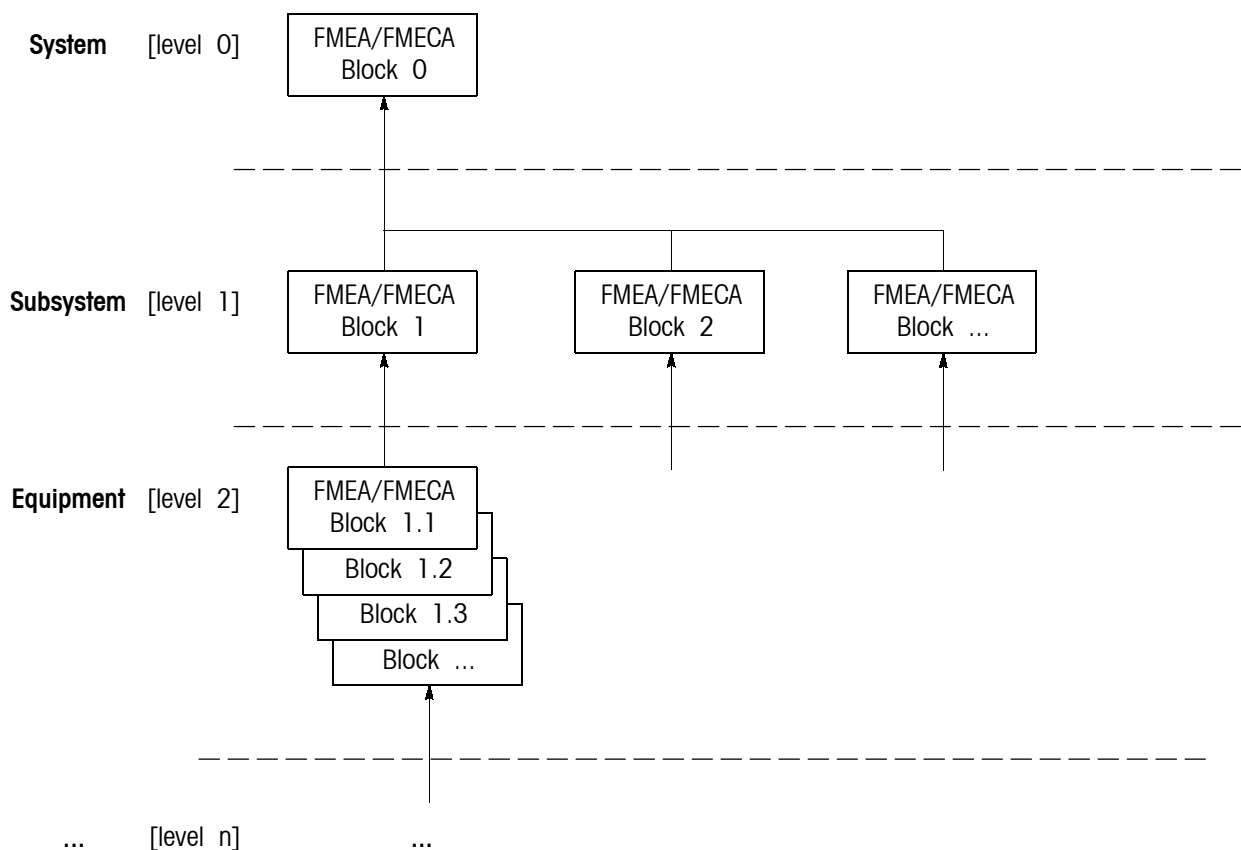 System [level 0]
FMEA/FMECA
Block 0
Subsystem [level 1]
FMEA/FMECA
Block 1
FMEA/FMECA
Block 2
FMEA/FMECA
Block ...
Equipment [level 2]
FMEA/FMECA
Block 1.1
Block 1.2
Block 1.3
Block ...
... [level n] ...